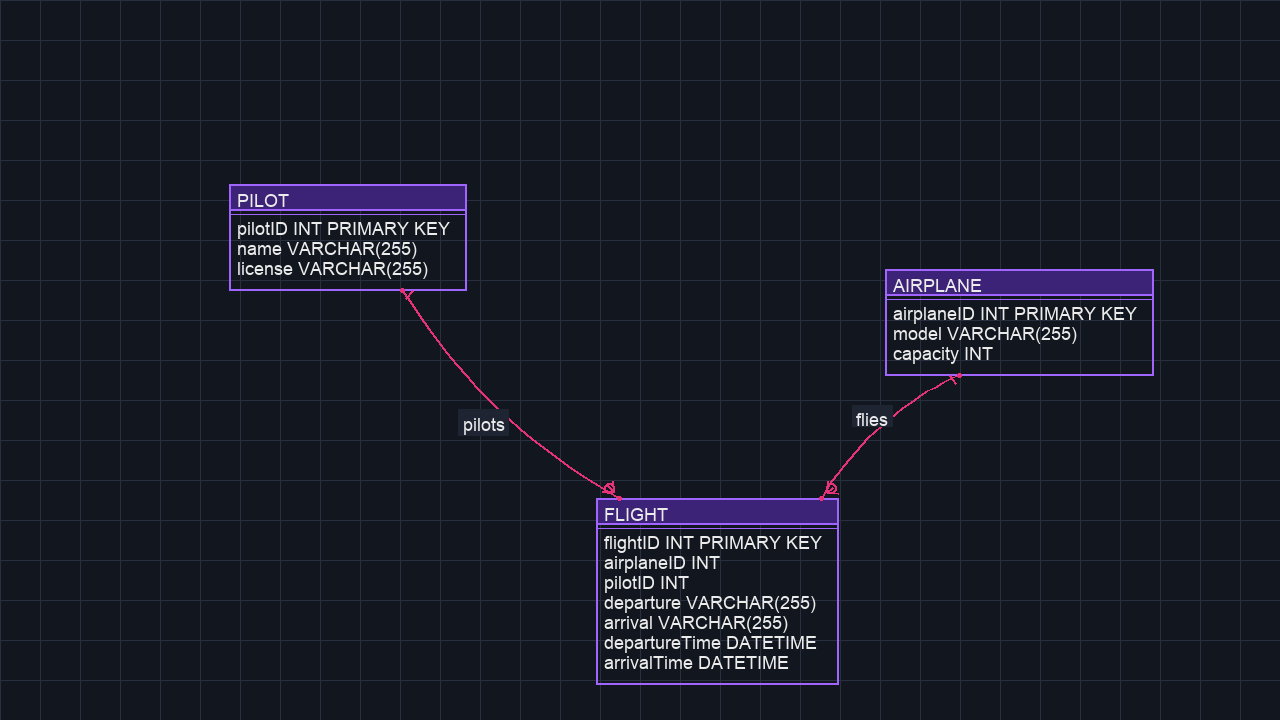 PILOT
pilotID INT PRIMARY KEY
name VARCHAR(255)
license VARCHAR(255)
AIRPLANE
airplaneID INT PRIMARY KEY
model VARCHAR(255)
capacity INT
pilots
flies
FLIGHT
flightID INT PRIMARY KEY
airplaneID INT
pilotID INT
departure VARCHAR(255)
arrival VARCHAR(255)
departureTime DATETIME
arrivalTime DATETIME